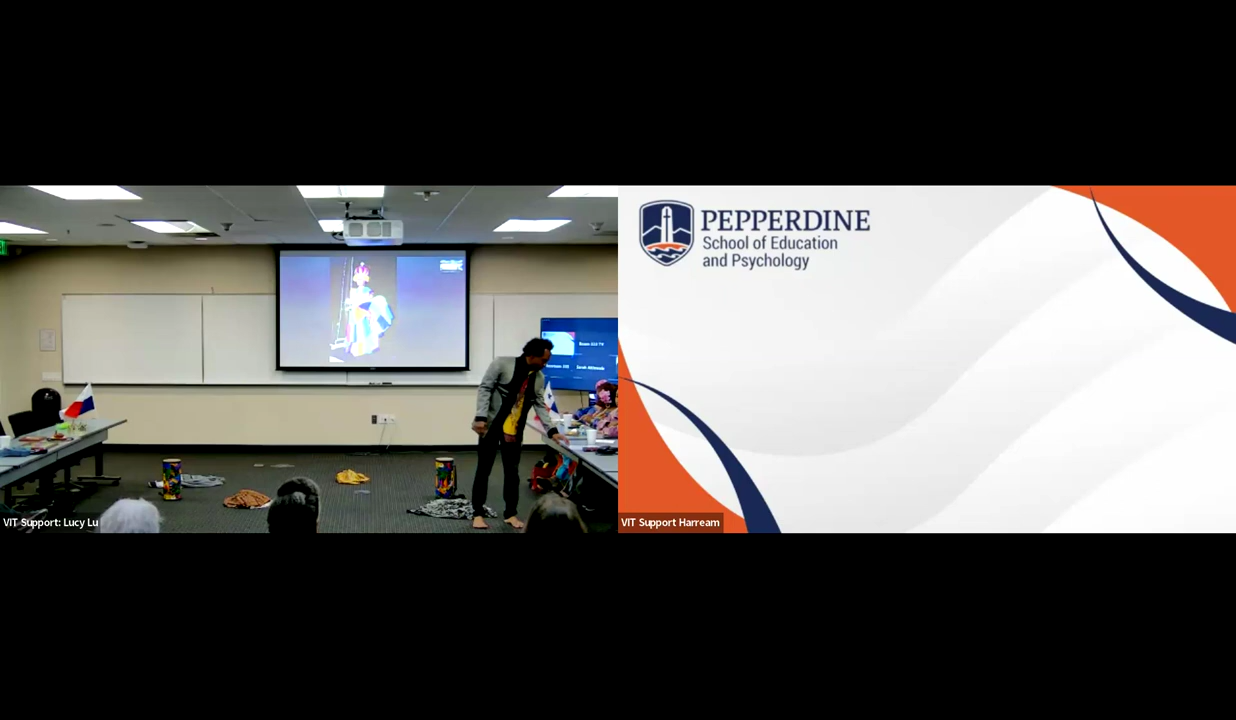 VIT Support: Lucy Lu
PEPPERDINE
School of Education
and Psychology
VIT Support Harream